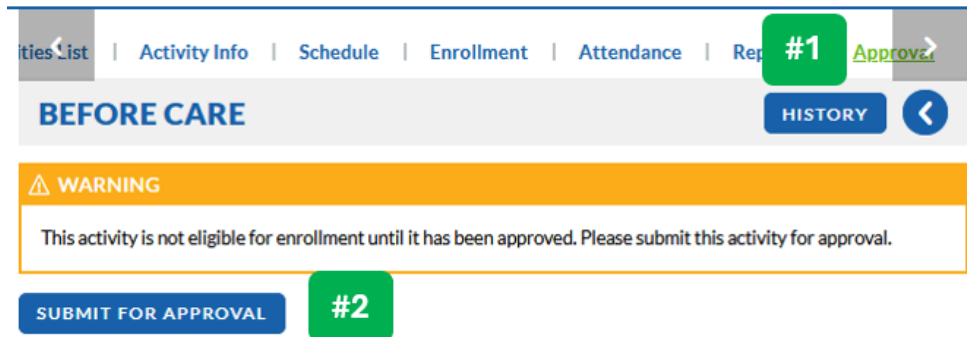 ities List | Activity Info | Schedule | Enrollment | Attendance | Rep #1 Approval
BEFORE CARE HISTORY
WARNING
This activity is not eligible for enrollment until it has been approved. Please submit this activity for approval.
SUBMIT FOR APPROVAL #2